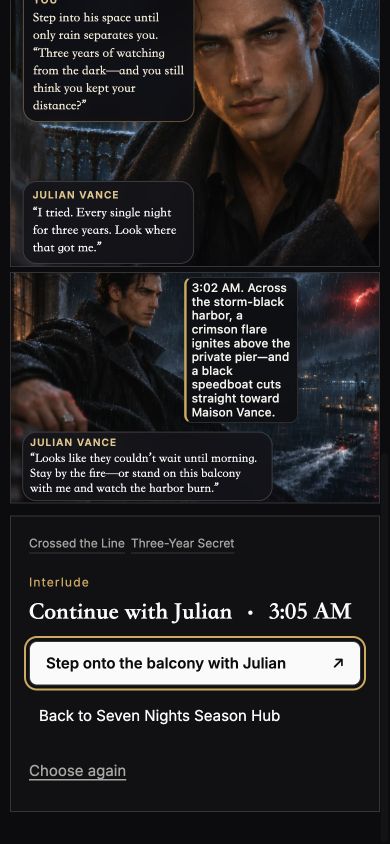 YOU
Step into his space until
only rain separates you.
“Three years of watching
from the dark—and you still
think you kept your
distance?”
JULIAN VANCE
“I tried. Every single night
for three years. Look where
that got me.”
3:02 AM. Across
the storm-black
harbor, a
crimson flare
ignites above the
private pier—and
a black
speedboat cuts
straight toward
Maison Vance.
JULIAN VANCE
“Looks like they couldn’t wait until morning.
Stay by the fire—or stand on this balcony
with me and watch the harbor burn.”
Crossed the Line Three-Year Secret
Interlude
Continue with Julian · 3:05 AM
Step onto the balcony with Julian ↗
Back to Seven Nights Season Hub
Choose again